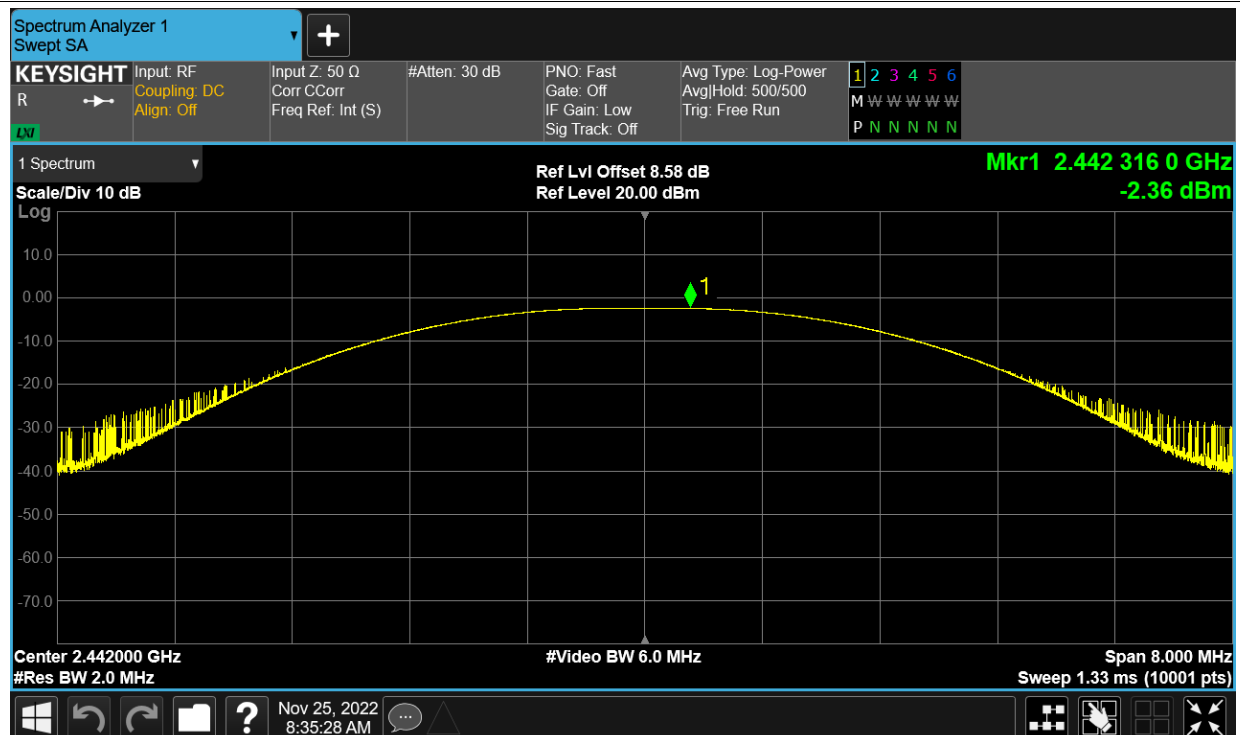 Spectrum Analyzer 1
Swept SA
KEYSIGHT
R
LXI
Input: RF
Coupling: DC
Align: Off
Input Z: 50 Ω
Corr CCorr
Freq Ref: Int (S)
#Atten: 30 dB
PNO: Fast
Gate: Off
IF Gain: Low
Sig Track: Off
Avg Type: Log-Power
Avg|Hold: 500/500
Trig: Free Run
1 2 3 4 5 6
M W W W W W W
P N N N N N N
1 Spectrum
Scale/Div 10 dB
Log
Ref Lvl Offset 8.58 dB
Ref Level 20.00 dBm
Mkr1 2.442 316 0 GHz
-2.36 dBm
1
10.0
0.00
-10.0
-20.0
-30.0
-40.0
-50.0
-60.0
-70.0
Center 2.442000 GHz
#Res BW 2.0 MHz
#Video BW 6.0 MHz
Span 8.000 MHz
Sweep 1.33 ms (10001 pts)
?
Nov 25, 2022
8:35:28 AM